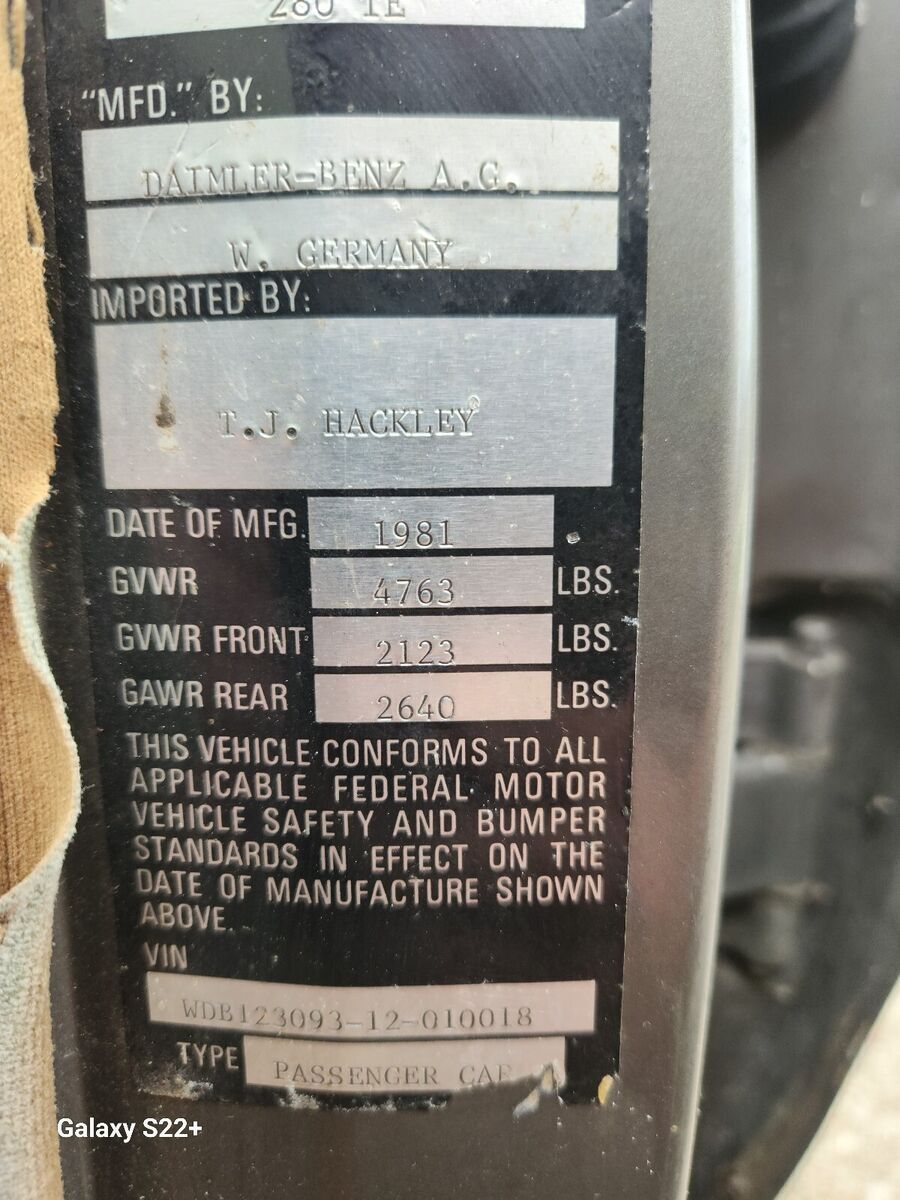 280 TE
"MFD." BY:
DAIMLER-BENZ A.G.
W. GERMANY
IMPORTED BY:
T.J. HACKLEY
DATE OF MFG. 1981
GVWR 4763 LBS.
GVWR FRONT 2123 LBS.
GAWR REAR 2640 LBS.
THIS VEHICLE CONFORMS TO ALL
APPLICABLE FEDERAL MOTOR
VEHICLE SAFETY AND BUMPER
STANDARDS IN EFFECT ON THE
DATE OF MANUFACTURE SHOWN
ABOVE.
VIN
WDB123093-12-010018
TYPE PASSENGER CAR
Galaxy S22+